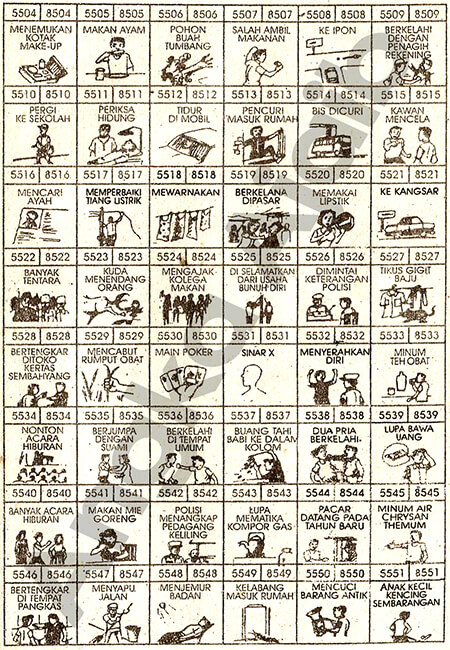 5504 8504
MENEMUKAN
KOTAK
MAKE-UP
5505 8505
MAKAN AYAM
5506 8506
POHON
BUAH
TUMBANG
5507 8507
SALAH AMBIL
MAKANAN
5508 8508
KE IPON
5509 8509
BERKELAHI
DENGAN
PENAGIH
REKENING
5510 8510
PERGI
KE SEKOLAH
5511 8511
PERIKSA
HIDUNG
5512 8512
TIDUR
DI MOBIL
5513 8513
PENCURI
MASUK RUMAH
5514 8514
BIS DICURI
5515 8515
KAWAN
MENCELA
5516 8516
MENCARI
AYAH
5517 8517
MEMPERBAIKI
TIANG LISTRIK
5518 8518
MEWARNAKAN
5519 8519
BERKELANA
DIPASAR
5520 8520
MEMAKAI
LIPSTIK
5521 8521
KE KANGSAR
5522 8522
BANYAK
TENTARA
5523 8523
KUDA
MENENDANG
ORANG
5524 8524
MENGAJAK
KOLEGA
MAKAN
5525 8525
DI SELAMATKAN
DARI USAHA
BUNUH DIRI
5526 8526
DIMINTAI
KETERANGAN
POLISI
5527 8527
TIKUS GIGIT
BAJU
5528 8528
BERTENGKAR
DITOKO
KERTAS
SEMBAHYANG
5529 8529
MENCABUT
RUMPUT OBAT
5530 8530
MAIN POKER
5531 8531
SINAR X
5532 8532
MENYERAHKAN
DIRI
5533 8533
MINUM
TEH OBAT
5534 8534
NONTON
ACARA
HIBURAN
5535 8535
BERJUMPA
DENGAN
SUAMI
5536 8536
BERKELAHI
DI TEMPAT
UMUM
5537 8537
BUANG TAHI
BABI KE DALAM
KOLOM
5538 8538
DUA PRIA
BERKELAHI
5539 8539
LUPA BAWA
UANG
5540 8540
BANYAK ACARA
HIBURAN
5541 8541
MAKAN MIE
GORENG
5542 8542
POLISI
MENANGKAP
PEDAGANG
KELILING
5543 8543
LUPA
MEMATIKA
KOMPOR GAS
5544 8544
PACAR
DATANG PADA
TAHUN BARU
5545 8545
MINUM AIR
CHRYSAN
THEMUM
5546 8546
BERTENGKAR
DI TEMPAT
PANGKAS
5547 8547
MENYAPU
JALAN
5548 8548
MENJEMUR
BADAN
5549 8549
KELABANG
MASUK RUMAH
5550 8550
MENCUCI
BARANG ANTIK
5551 8551
ANAK KECIL
KENCING
SEMBARANGAN